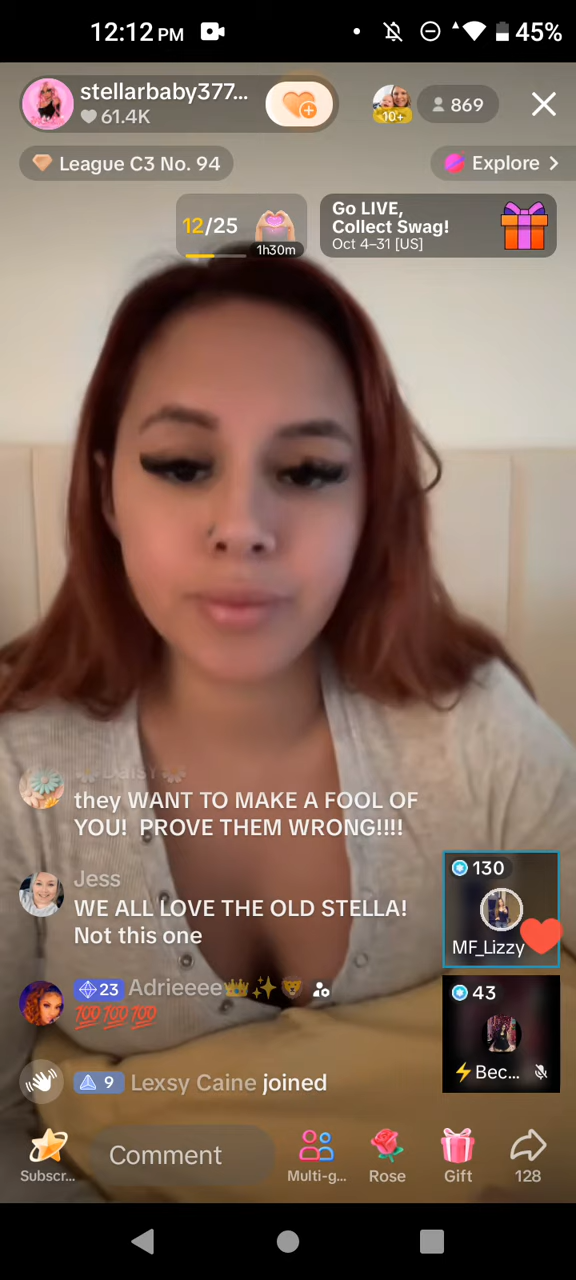 12:12 PM
45%
stellarbaby377...
61.4K
10+
869
League C3 No. 94
Explore
12/25
1h30m
Go LIVE,
Collect Swag!
Oct 4–31 [US]
Daisy
they WANT TO MAKE A FOOL OF
YOU! PROVE THEM WRONG!!!!
Jess
WE ALL LOVE THE OLD STELLA!
Not this one
23 Adrieeee👑✨🦁
💯💯💯
9 Lexsy Caine joined
130
MF_Lizzy
43
⚡Bec...
Comment
Subscr...
Multi-g...
Rose
Gift
128